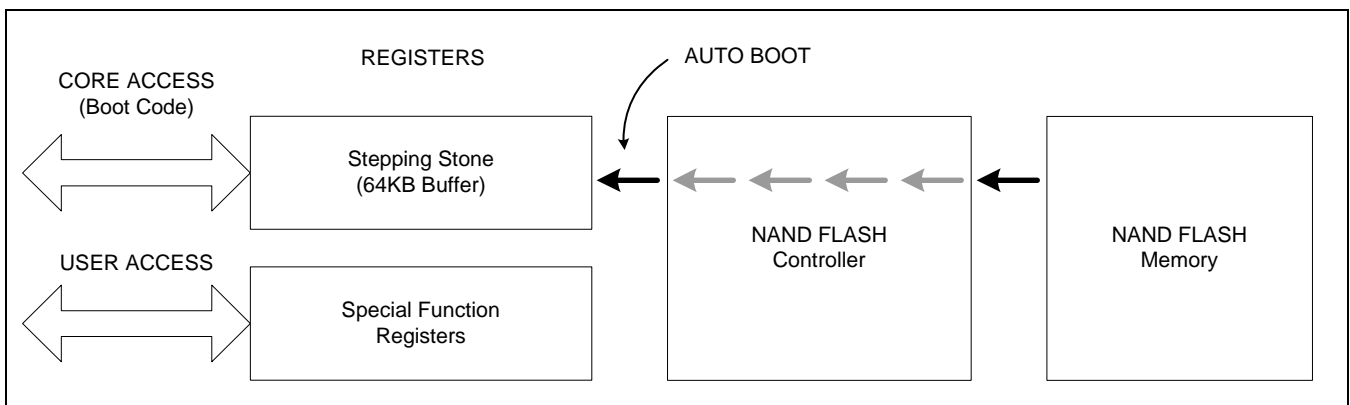 REGISTERS
AUTO BOOT
CORE ACCESS
(Boot Code)
Stepping Stone
(64KB Buffer)
NAND FLASH
Controller
NAND FLASH
Memory
USER ACCESS
Special Function
Registers